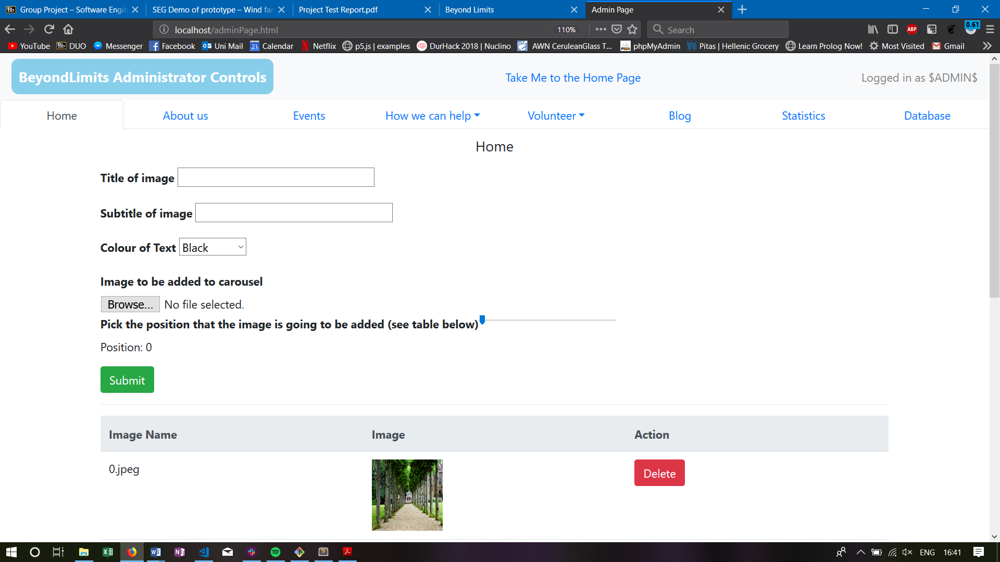 Bb Group Project – Software Engin
SEG Demo of prototype – Wind far
Project Test Report.pdf
Beyond Limits
Admin Page
localhost/adminPage.html
110%
Search
ABP
0.61
YouTube
Bb DUO
Messenger
Facebook
Uni Mail
21 Calendar
Netflix
p5.js | examples
DurHack 2018 | Nuclino
AWN CeruleanGlass T...
phpMyAdmin
Pitas | Hellenic Grocery
Learn Prolog Now!
Most Visited
Gmail
BeyondLimits Administrator Controls
Take Me to the Home Page
Logged in as $ADMIN$
Home
About us
Events
How we can help
Volunteer
Blog
Statistics
Database
Home
Title of image
Subtitle of image
Colour of Text Black
Image to be added to carousel
Browse... No file selected.
Pick the position that the image is going to be added (see table below)
Position: 0
Submit
Image Name Image Action
0.jpeg Delete
ENG 16:41